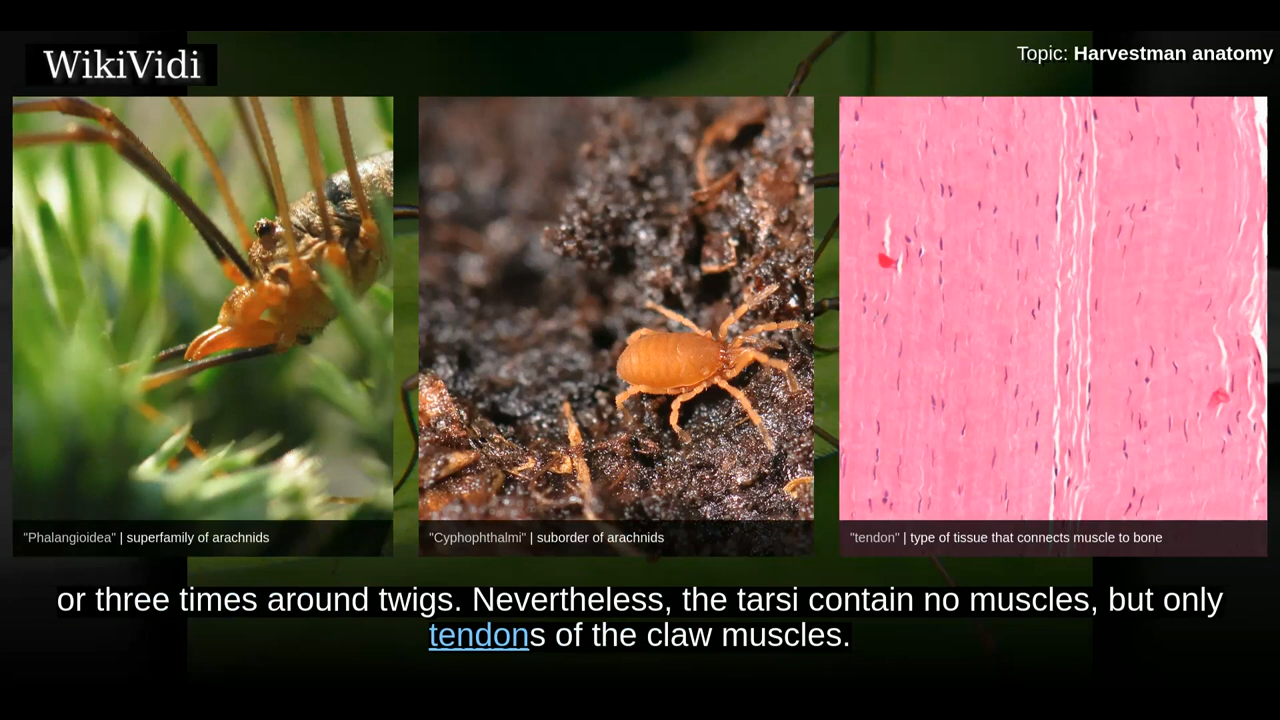 WikiVidi
Topic: Harvestman anatomy
"Phalangioidea" | superfamily of arachnids
"Cyphophthalmi" | suborder of arachnids
"tendon" | type of tissue that connects muscle to bone
or three times around twigs. Nevertheless, the tarsi contain no muscles, but only
tendons of the claw muscles.